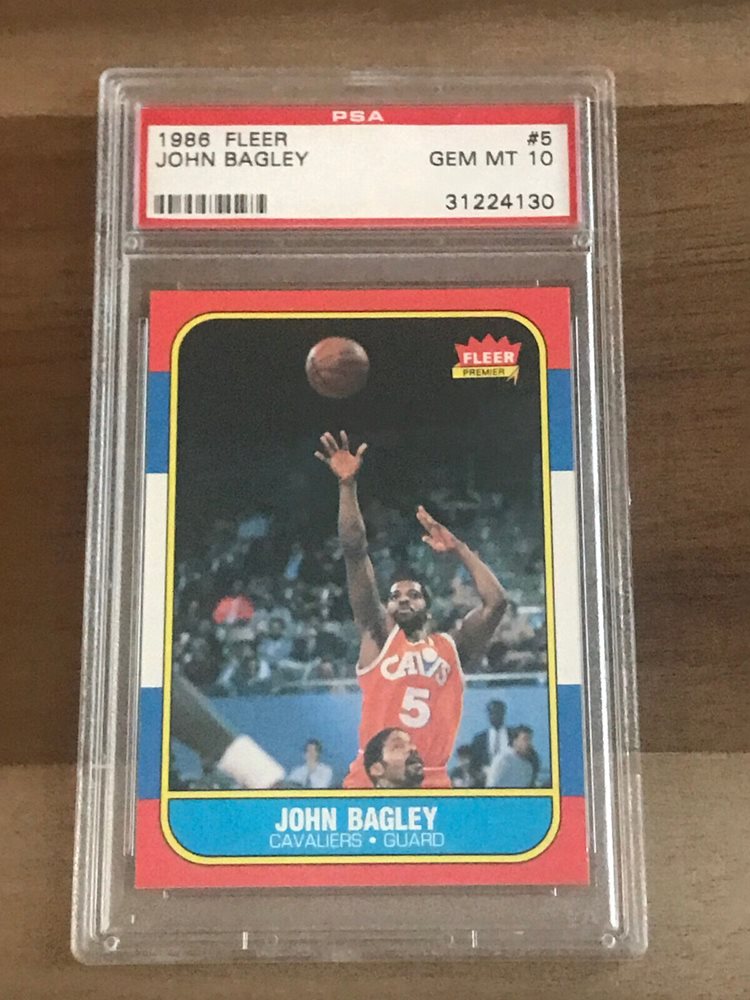 PSA
1986 FLEER #5
JOHN BAGLEY GEM MT 10
31224130
FLEER
PREMIER
CAVS
5
JOHN BAGLEY
CAVALIERS • GUARD